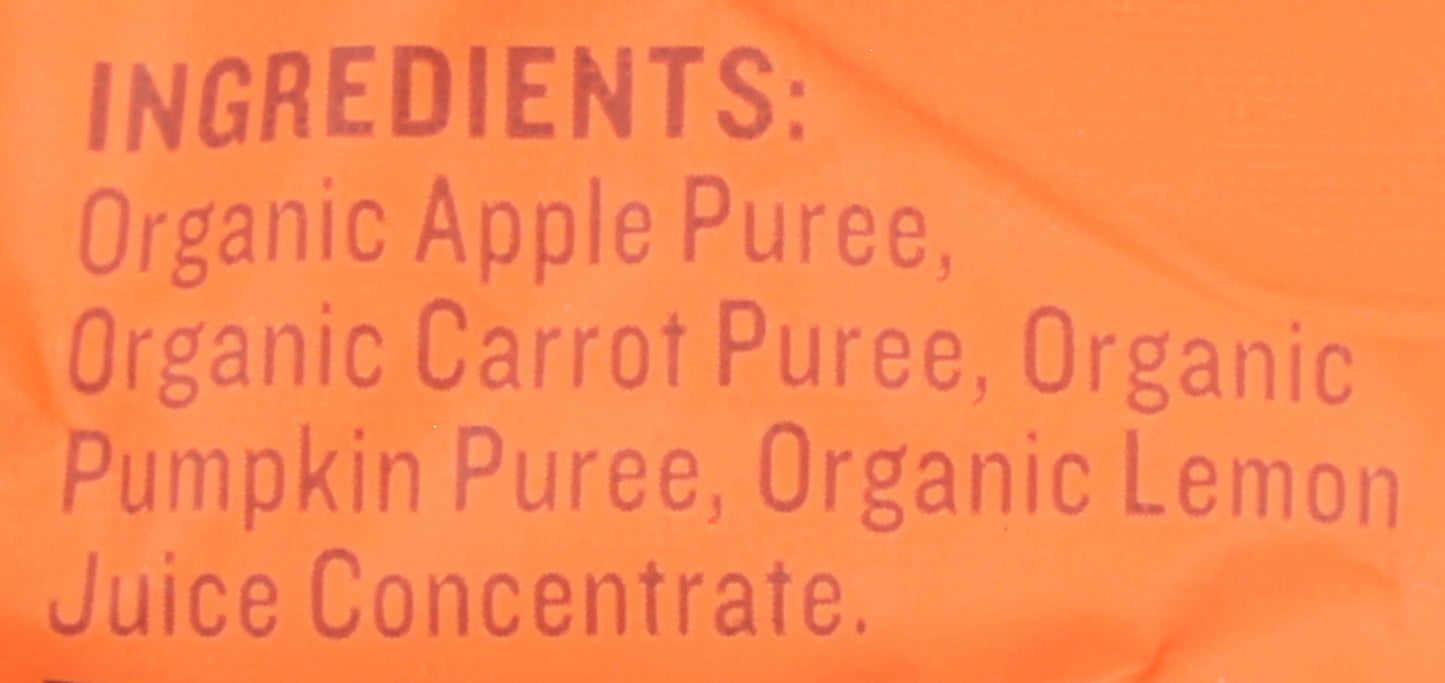 INGREDIENTS:
Organic Apple Puree,
Organic Carrot Puree, Organic
Pumpkin Puree, Organic Lemon
Juice Concentrate.